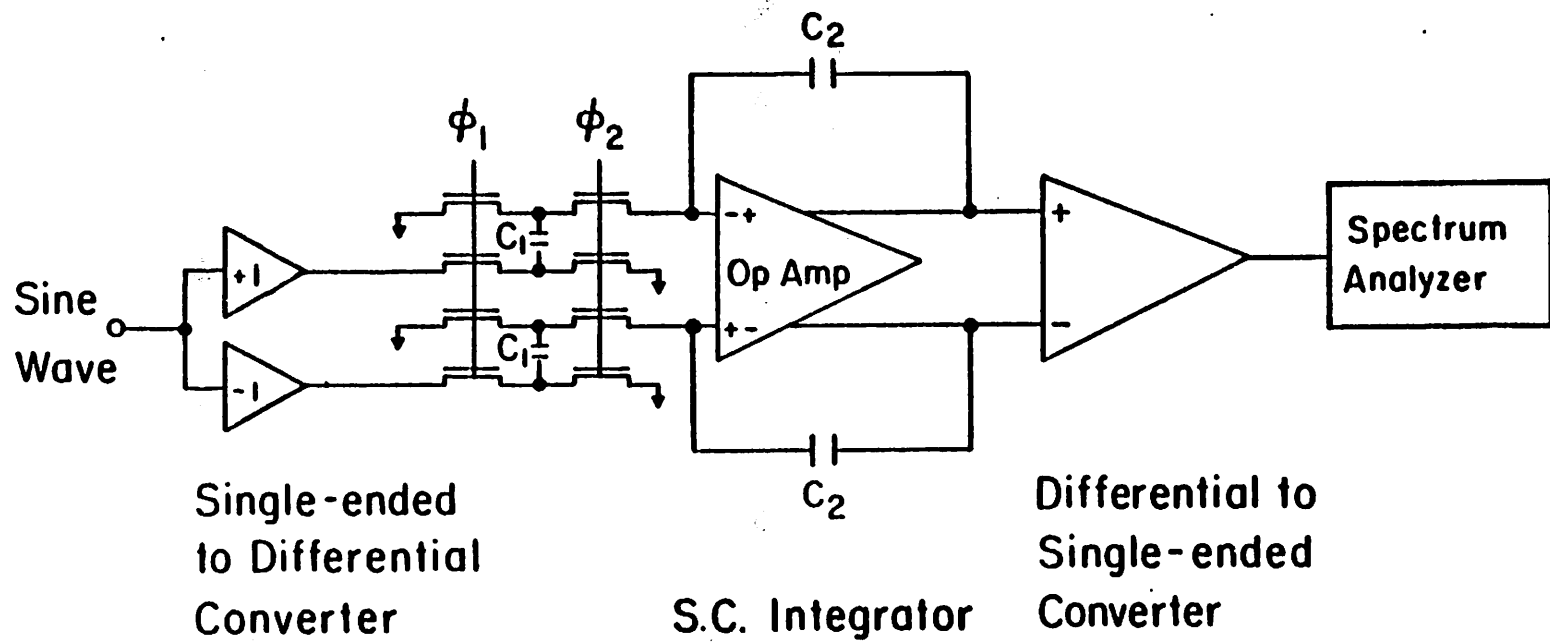 C2
ϕ1
ϕ2
C1
-+
+1
Op Amp
+
Spectrum
Analyzer
Sine
Wave
C1
+-
-
-1
C2
Single-ended
to Differential
Converter
S.C. Integrator
Differential to
Single-ended
Converter